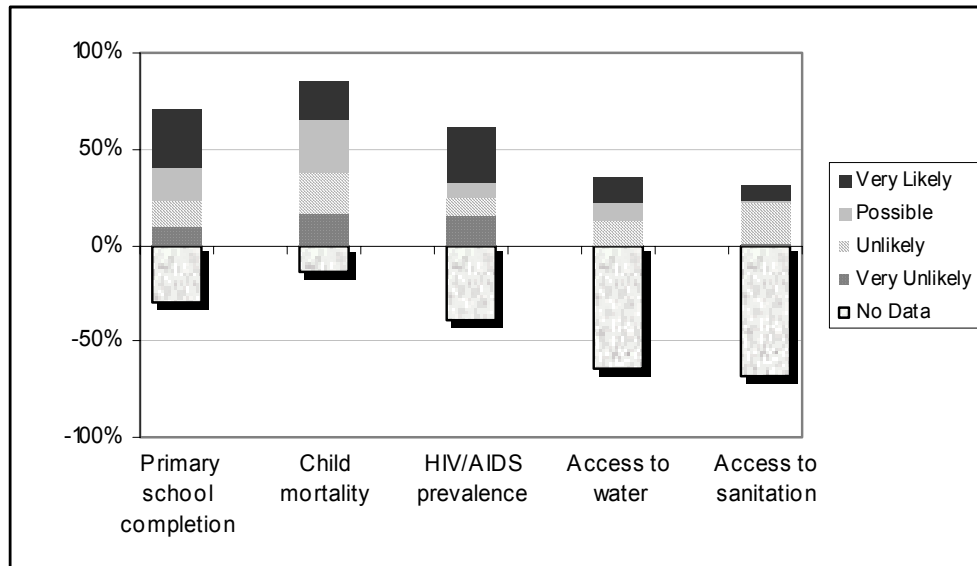 100%
50%
0%
-50%
-100%
Primary
school
completion
Child
mortality
HIV/AIDS
prevalence
Access to
water
Access to
sanitation
Very Likely
Possible
Unlikely
Very Unlikely
No Data